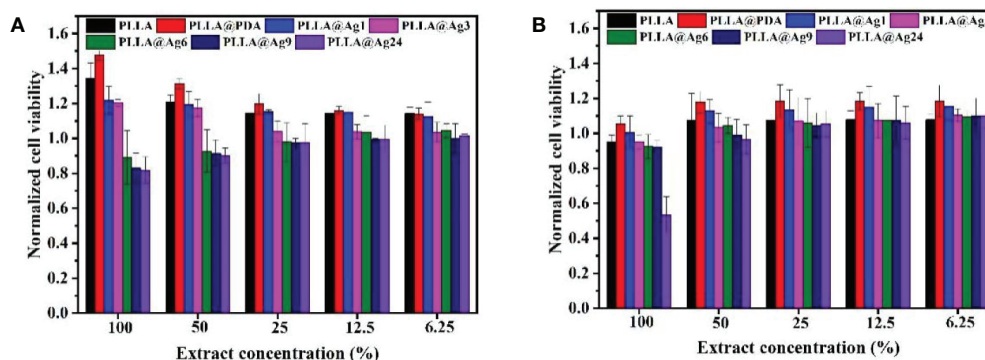 A
PLLA PLLA@PDA PLLA@Ag1 PLLA@Ag3
PLLA@Ag6 PLLA@Ag9 PLLA@Ag24
Normalized cell viability
1.6
1.4
1.2
1.0
0.8
0.6
0.4
0.2
0.0
100 50 25 12.5 6.25
Extract concentration (%)
B
PLLA PLLA@PDA PLLA@Ag1
PLLA@Ag6 PLLA@Ag9 PLLA@Ag24
Normalized cell viability
1.6
1.4
1.2
1.0
0.8
0.6
0.4
0.2
0.0
100 50 25 12.5 6.25
Extract concentration (%)